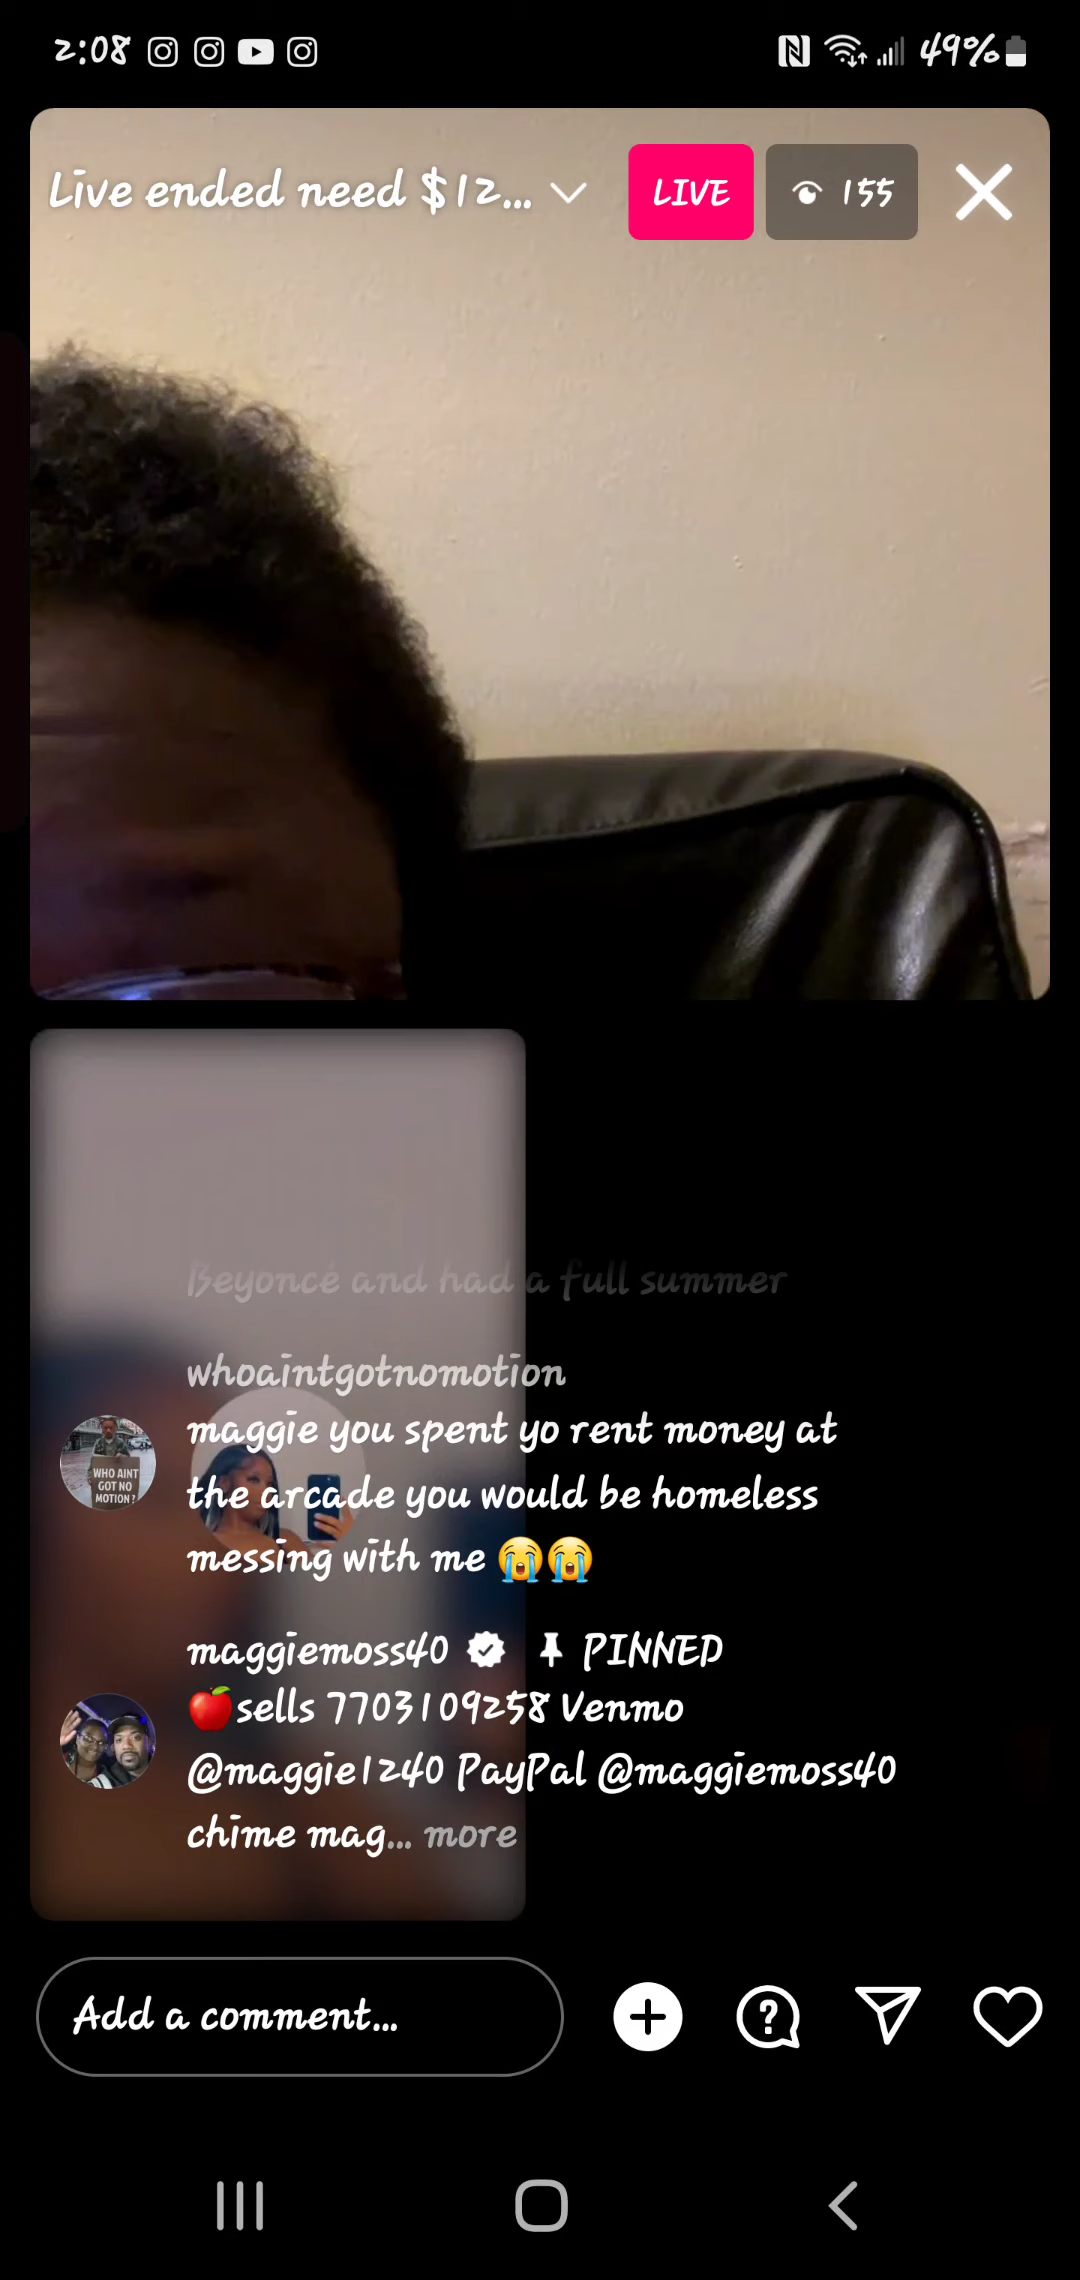 2:08 49%
Live ended need $12... LIVE 155
Beyoncé and had a full summer
whoaintgotnomotion
maggie you spent yo rent money at
the arcade you would be homeless
messing with me 😭😭
WHO AINT
GOT NO
MOTION?
maggiemoss40 PINNED
🍎sells 7703109258 Venmo
@maggie1240 PayPal @maggiemoss40
chime mag... more
Add a comment...